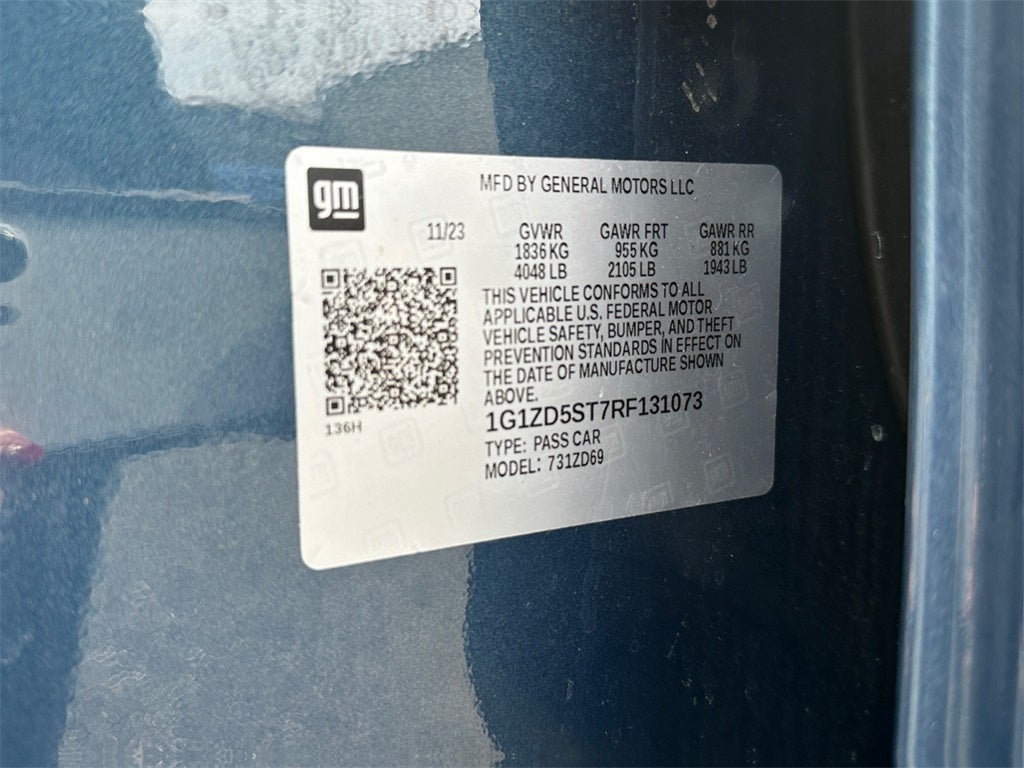 gm
MFD BY GENERAL MOTORS LLC
11/23 GVWR GAWR FRT GAWR RR
1836 KG 955 KG 881 KG
4048 LB 2105 LB 1943 LB
THIS VEHICLE CONFORMS TO ALL
APPLICABLE U.S. FEDERAL MOTOR
VEHICLE SAFETY, BUMPER, AND THEFT
PREVENTION STANDARDS IN EFFECT ON
THE DATE OF MANUFACTURE SHOWN
ABOVE.
1G1ZD5ST7RF131073
136H
TYPE: PASS CAR
MODEL: 731ZD69